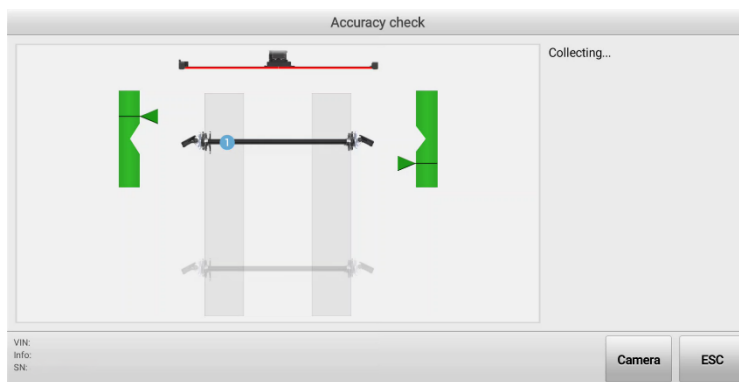 Accuracy check
Collecting...
1
VIN:
Info:
SN:
Camera
ESC